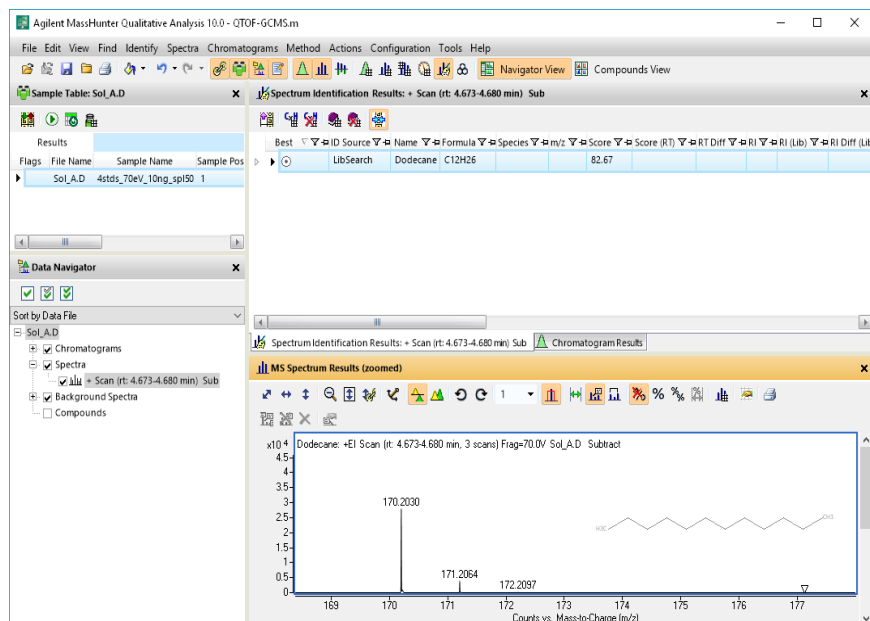 Agilent MassHunter Qualitative Analysis 10.0 - QTOF-GCMS.m
File Edit View Find Identify Spectra Chromatograms Method Actions Configuration Tools Help
Navigator View Compounds View
Sample Table: Sol_A.D
Results
Flags File Name Sample Name Sample Pos
Sol_A.D 4stds_70eV_10ng_spl50 1
Data Navigator
Sort by Data File
Sol_A.D
Chromatograms
Spectra
+ Scan (rt: 4.673-4.680 min) Sub
Background Spectra
Compounds
Spectrum Identification Results: + Scan (rt: 4.673-4.680 min) Sub
Best ID Source Name Formula Species m/z Score Score (RT) RT Diff RI RI (Lib) RI Diff (Lib
LibSearch Dodecane C12H26 82.67
Spectrum Identification Results: + Scan (rt: 4.673-4.680 min) Sub
Chromatogram Results
MS Spectrum Results (zoomed)
1
x10 4 Dodecane: +EI Scan (rt: 4.673-4.680 min, 3 scans) Frag=70.0V Sol_A.D Subtract
4.5
4
3.5
3
2.5
2
1.5
1
0.5
0
170.2030
171.2064
172.2097
H3C
CH3
169 170 171 172 173 174 175 176 177
Counts vs. Mass-to-Charge (m/z)